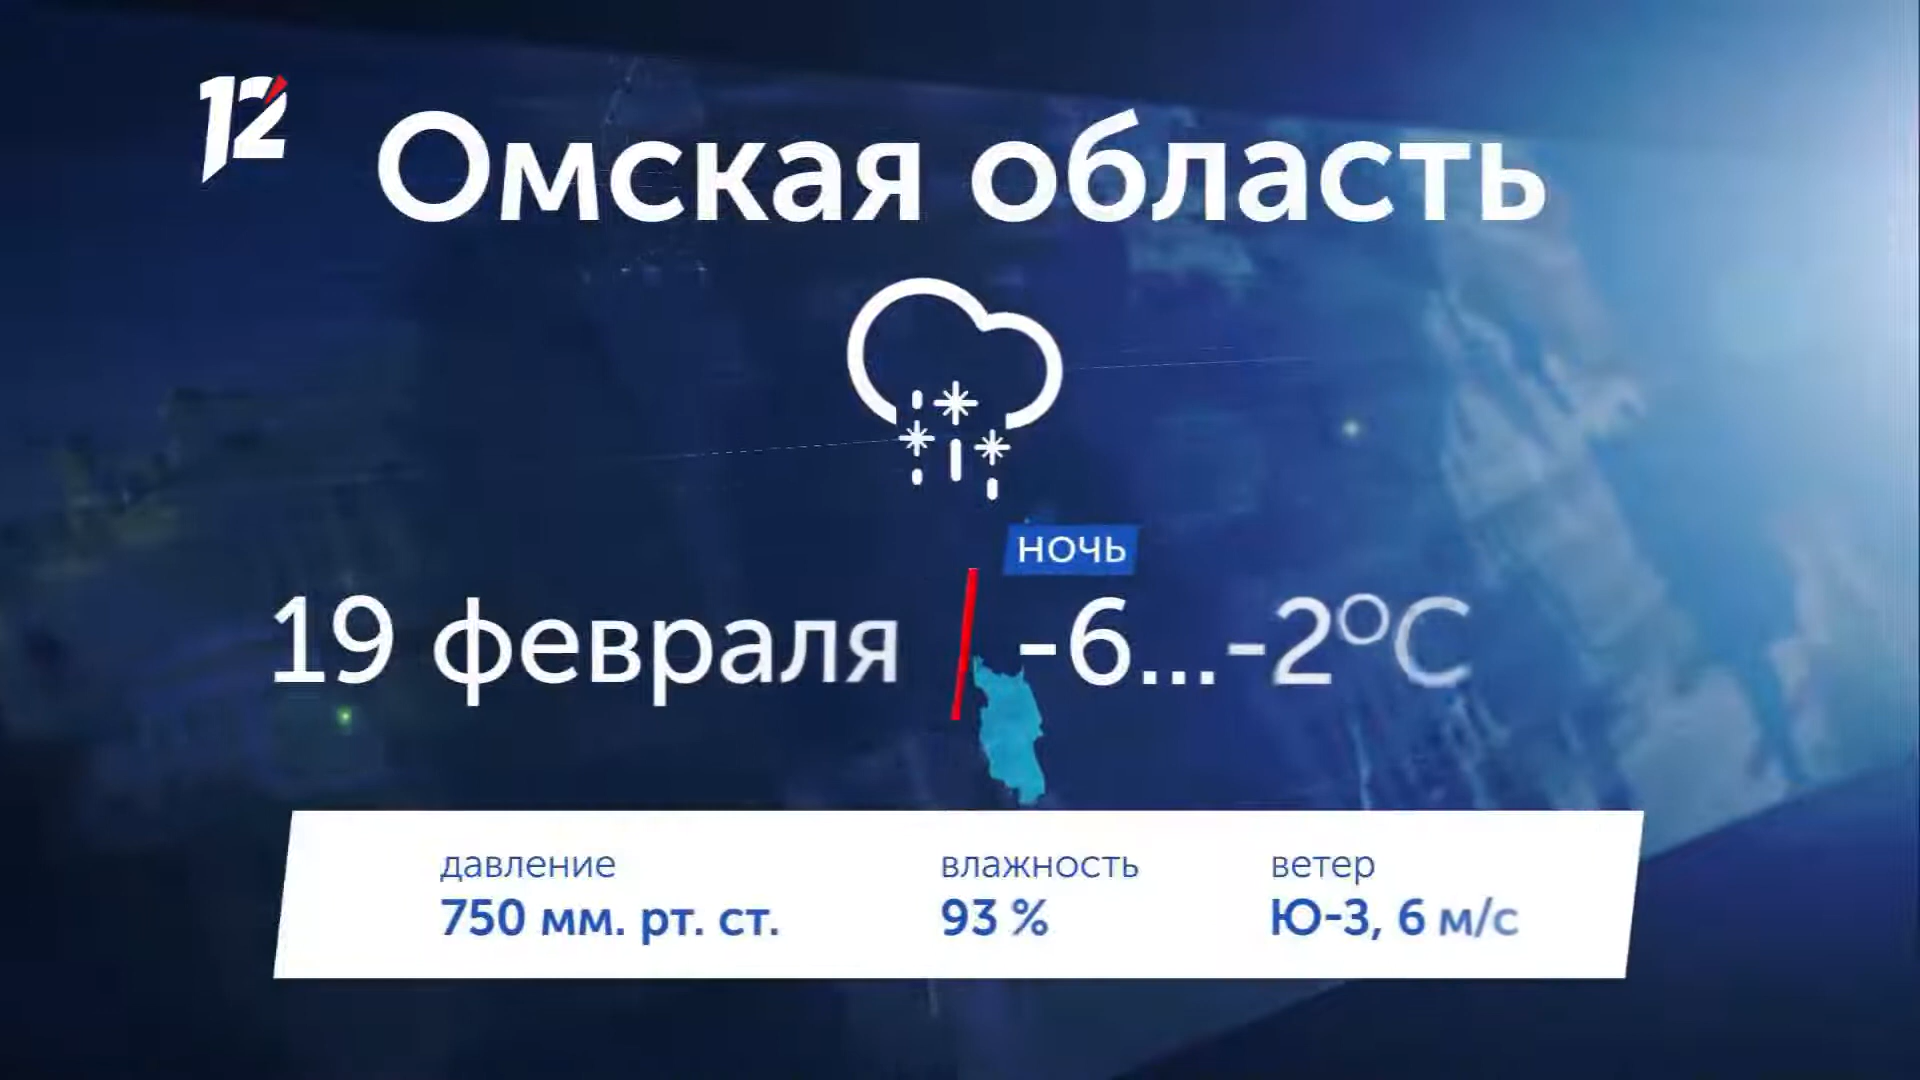 12
Омская область
НОЧЬ
19 февраля
-6...-2°C
давление
750 мм. рт. ст.
влажность
93 %
ветер
Ю-З, 6 м/с